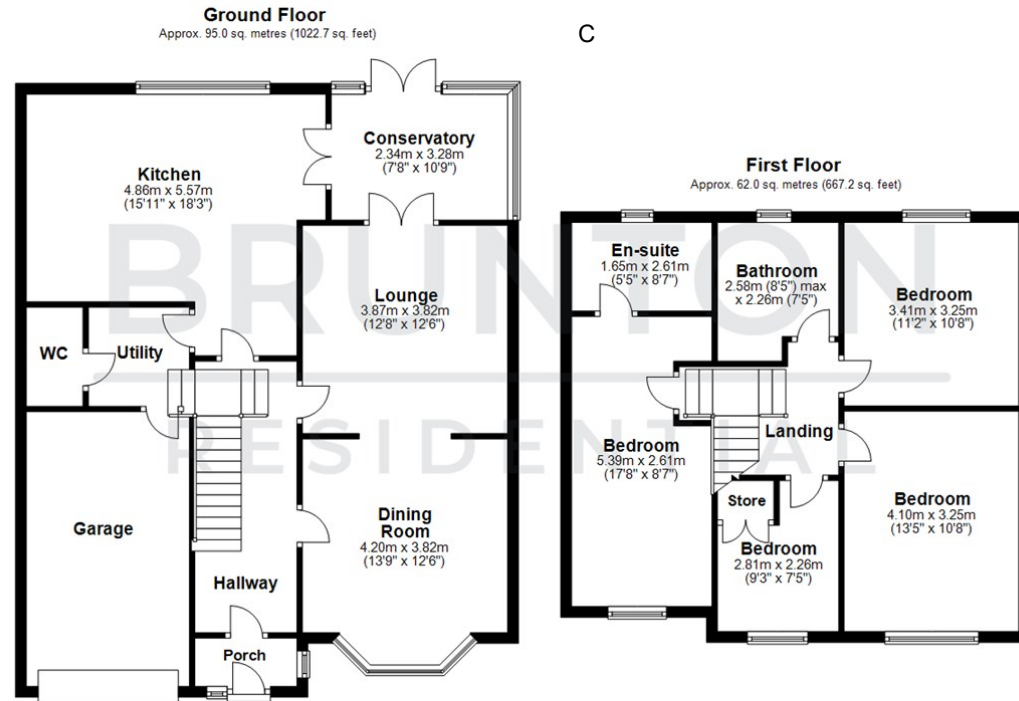 Ground Floor
Approx. 95.0 sq. metres (1022.7 sq. feet)
C
Kitchen
4.86m x 5.57m
(15'11" x 18'3")
Conservatory
2.34m x 3.28m
(7'8" x 10'9")
Lounge
3.87m x 3.82m
(12'8" x 12'6")
WC
Utility
Garage
Dining
Room
4.20m x 3.82m
(13'9" x 12'6")
Hallway
Porch
First Floor
Approx. 62.0 sq. metres (667.2 sq. feet)
En-suite
1.65m x 2.61m
(5'5" x 8'7")
Bathroom
2.58m (8'5") max
x 2.26m (7'5")
Bedroom
3.41m x 3.25m
(11'2" x 10'8")
Bedroom
5.39m x 2.61m
(17'8" x 8'7")
Landing
Store
Bedroom
2.81m x 2.26m
(9'3" x 7'5")
Bedroom
4.10m x 3.25m
(13'5" x 10'8")
BRUNTON
RESIDENTIAL